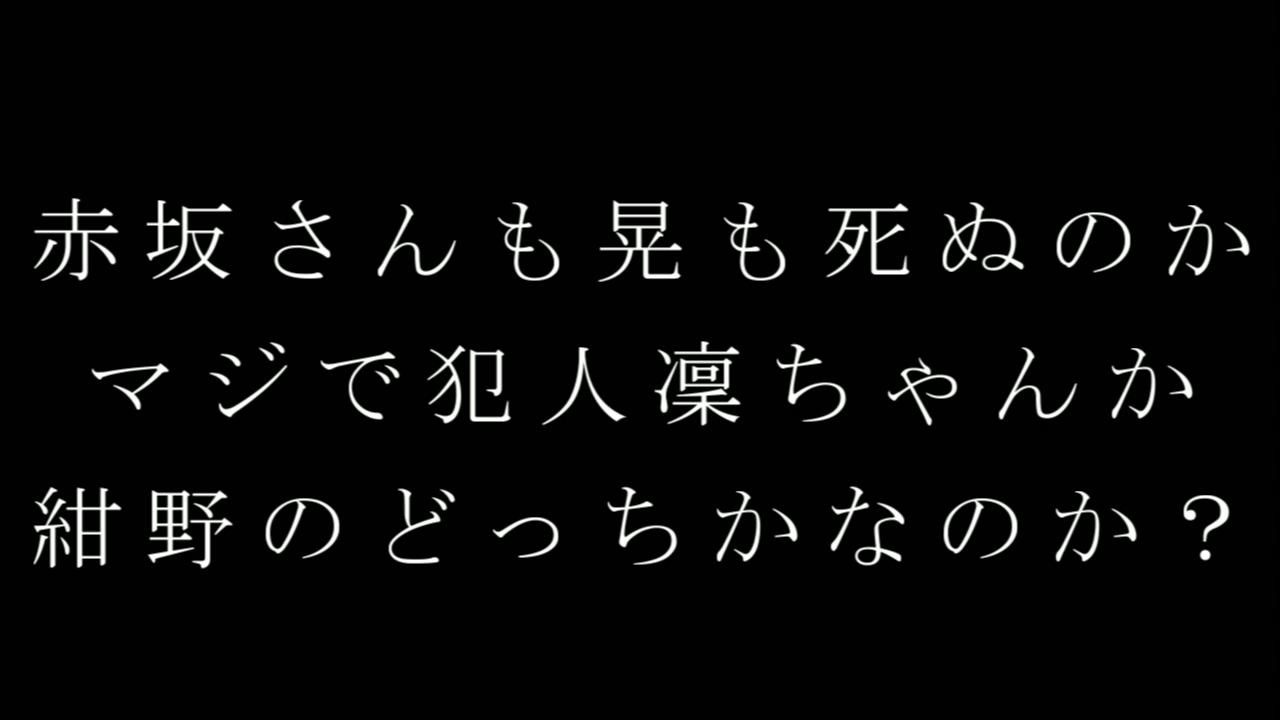 赤坂さんも晃も死ぬのか
マジで犯人凜ちゃんか
紺野のどっちかなのか？